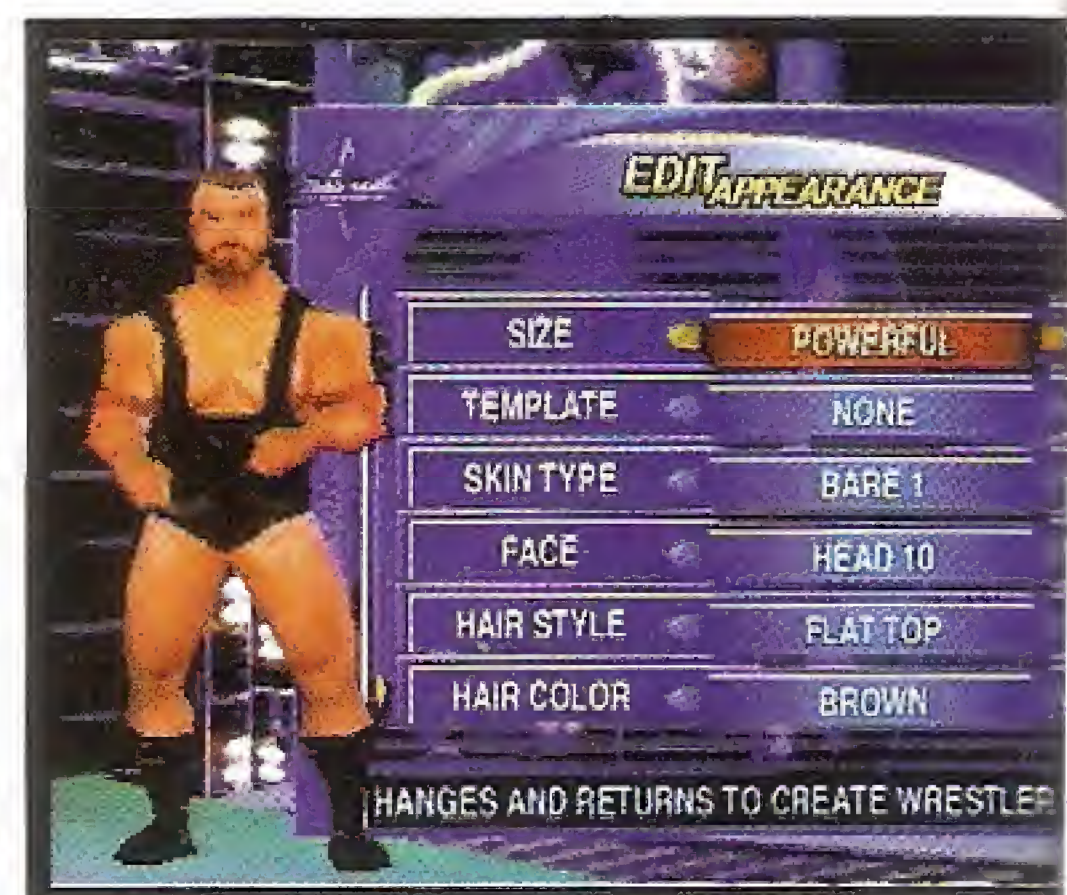 EDIT APPEARANCE
SIZE POWERFUL
TEMPLATE NONE
SKIN TYPE BARE 1
FACE HEAD 10
HAIR STYLE FLAT TOP
HAIR COLOR BROWN
HANGES AND RETURNS TO CREATE WRESTLER